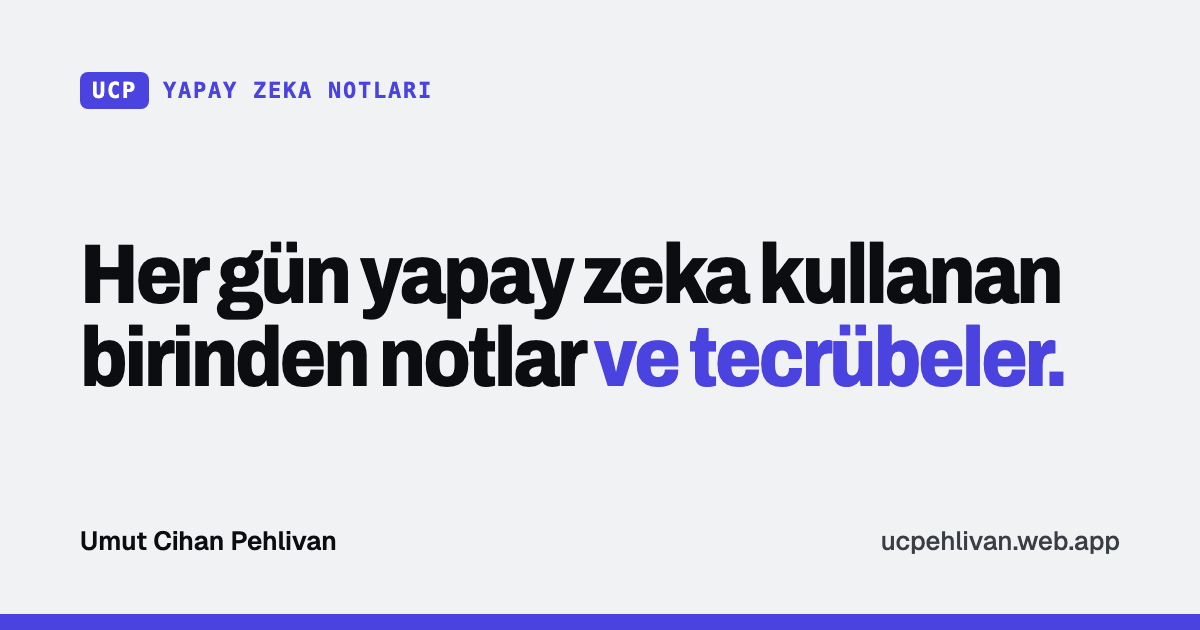 UCP YAPAY ZEKA NOTLARI
Her gün yapay zeka kullanan
birinden notlar ve tecrübeler.
Umut Cihan Pehlivan
ucpehlivan.web.app